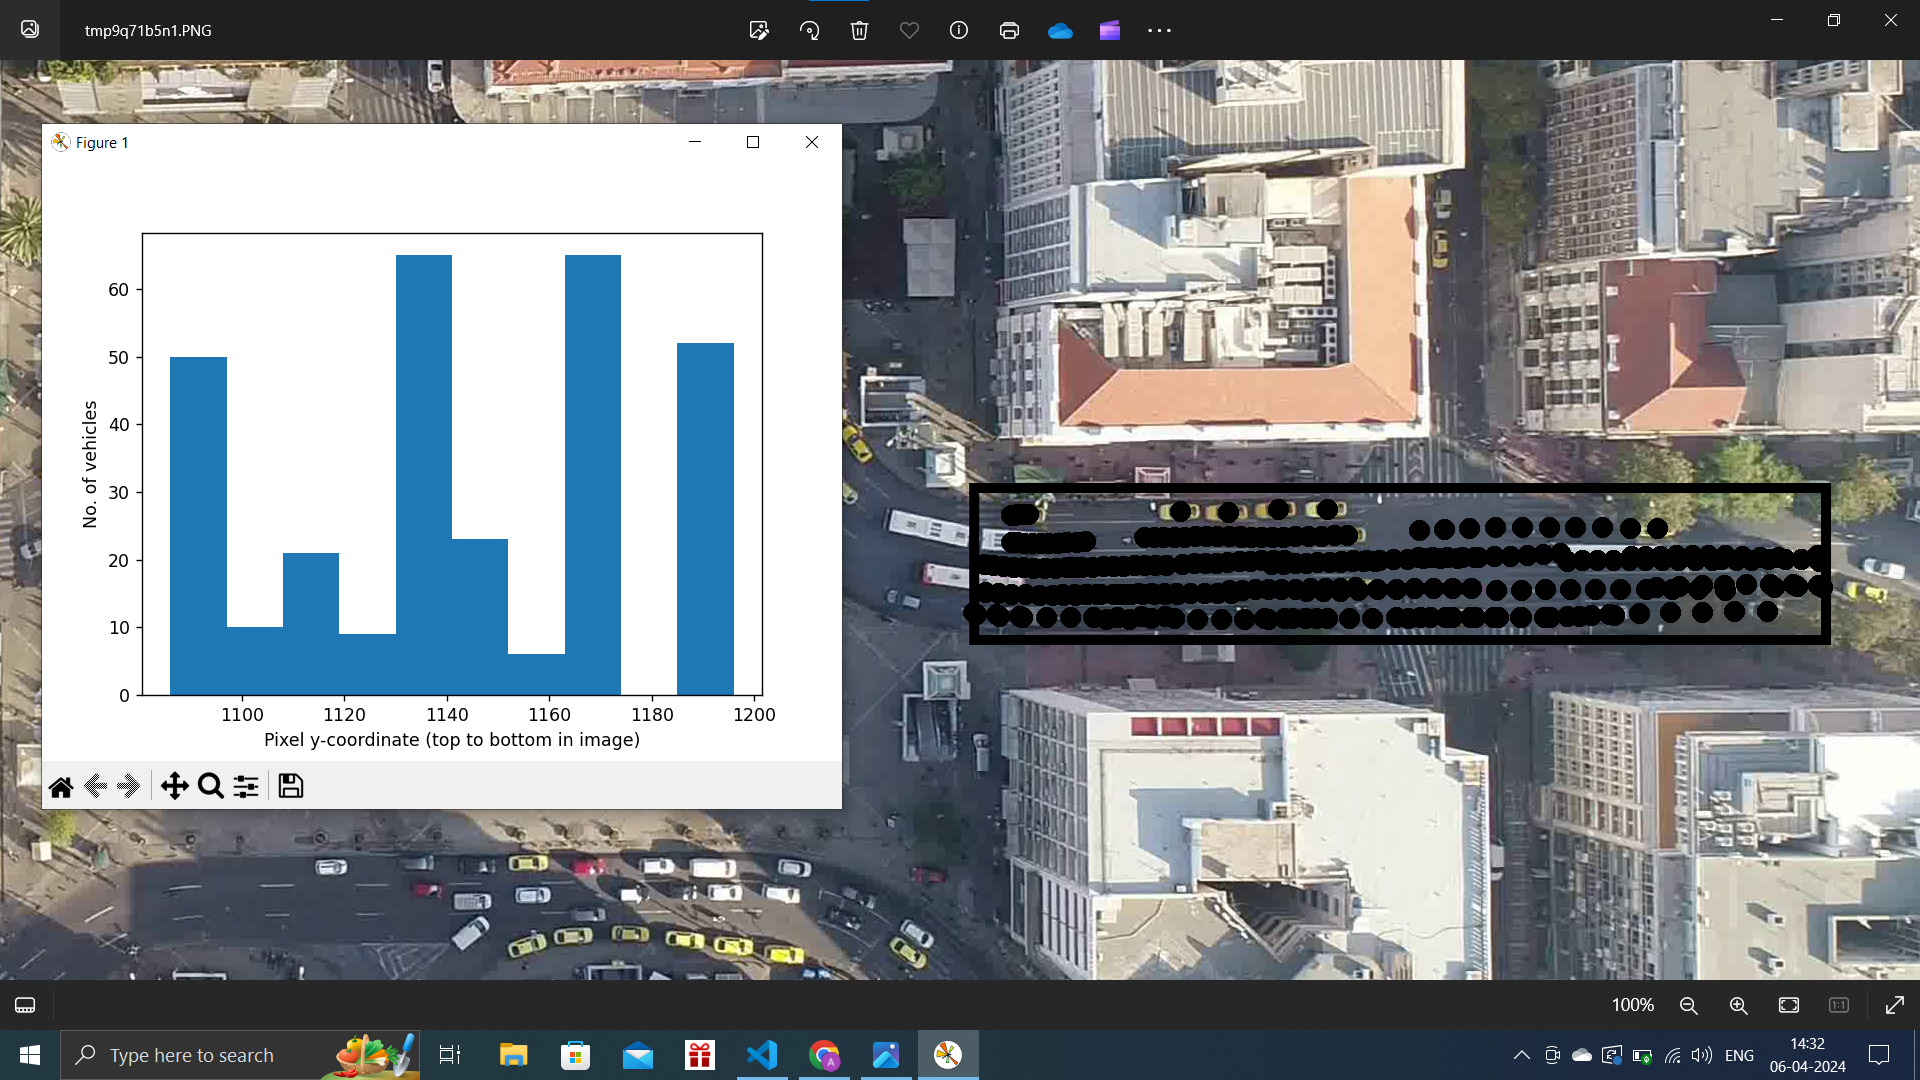 tmp9q71b5n1.PNG
Figure 1
60
50
40
30
20
10
0
No. of vehicles
1100 1120 1140 1160 1180 1200
Pixel y-coordinate (top to bottom in image)
100%
1:1
Type here to search
A
ENG
14:32
06-04-2024